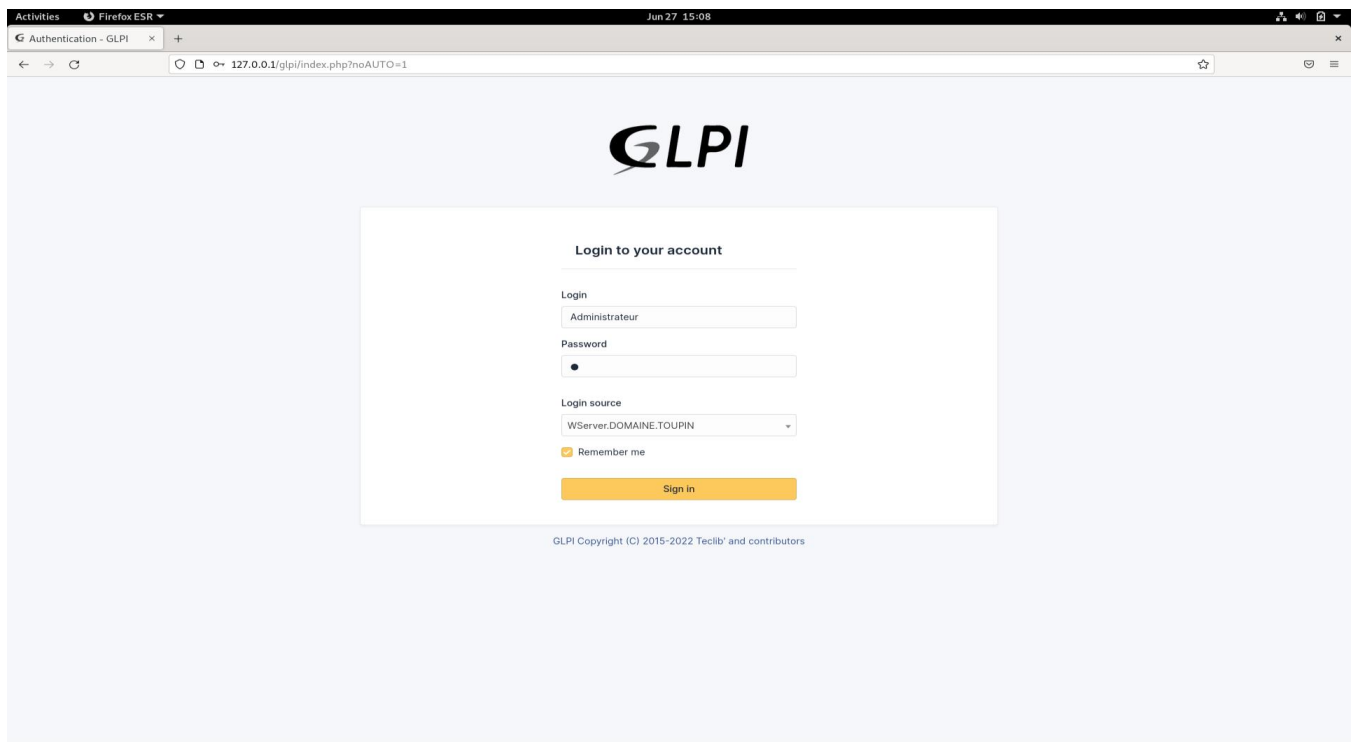 Activities Firefox ESR Jun 27 15:08
Authentication - GLPI
127.0.0.1/glpi/index.php?noAUTO=1
GLPI
Login to your account
Login
Administrateur
Password
Login source
WServer.DOMAINE.TOUPIN
Remember me
Sign in
GLPI Copyright (C) 2015-2022 Teclib' and contributors